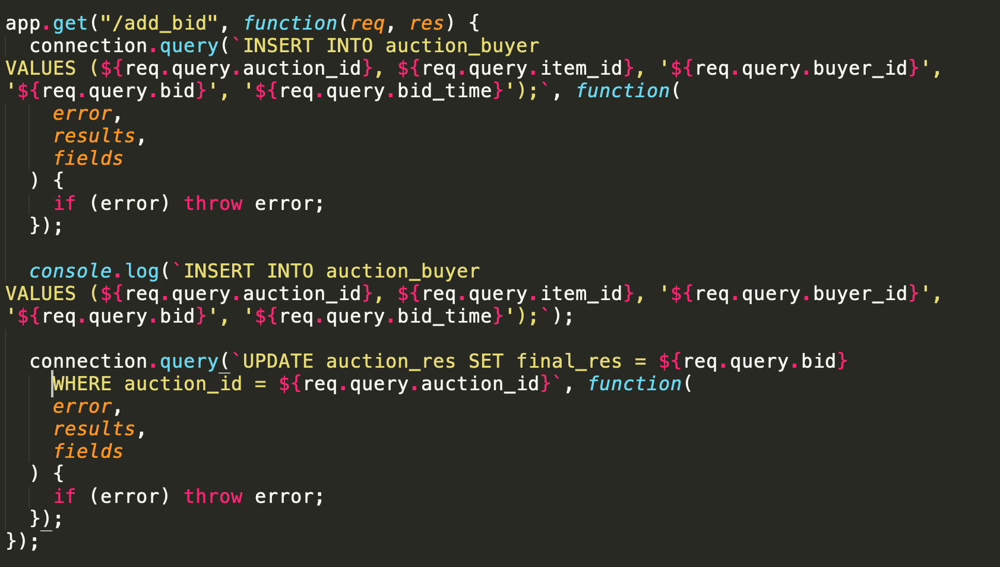 app.get("/add_bid", function(req, res) {
  connection.query(`INSERT INTO auction_buyer
VALUES (${req.query.auction_id}, ${req.query.item_id}, '${req.query.buyer_id}',
'${req.query.bid}', '${req.query.bid_time}');`, function(
    error,
    results,
    fields
  ) {
    if (error) throw error;
  });

  console.log(`INSERT INTO auction_buyer
VALUES (${req.query.auction_id}, ${req.query.item_id}, '${req.query.buyer_id}',
'${req.query.bid}', '${req.query.bid_time}');`);

  connection.query(`UPDATE auction_res SET final_res = ${req.query.bid}
    WHERE auction_id = ${req.query.auction_id}`, function(
    error,
    results,
    fields
  ) {
    if (error) throw error;
  });
});